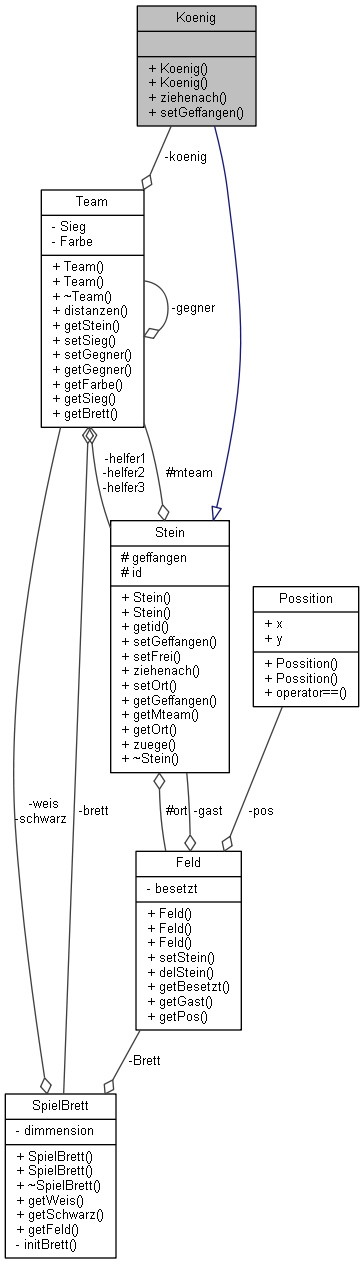 Koenig
+ Koenig()
+ Koenig()
+ ziehenach()
+ setGeffangen()
-koenig
Team
- Sieg
- Farbe
+ Team()
+ Team()
+ ~Team()
+ distanzen()
+ getStein()
+ setSieg()
+ setGegner()
+ getGegner()
+ getFarbe()
+ getSieg()
+ getBrett()
-gegner
-helfer1
-helfer2
-helfer3
#mteam
Stein
# geffangen
# id
+ Stein()
+ Stein()
+ getid()
+ setGeffangen()
+ setFrei()
+ ziehenach()
+ setOrt()
+ getGeffangen()
+ getMteam()
+ getOrt()
+ zuege()
+ ~Stein()
Possition
+ x
+ y
+ Possition()
+ Possition()
+ operator==()
-weis
-schwarz
-brett
#ort
-gast
-pos
Feld
- besetzt
+ Feld()
+ Feld()
+ Feld()
+ setStein()
+ delStein()
+ getBesetzt()
+ getGast()
+ getPos()
-Brett
SpielBrett
- dimmension
+ SpielBrett()
+ SpielBrett()
+ ~SpielBrett()
+ getWeis()
+ getSchwarz()
+ getFeld()
- initBrett()